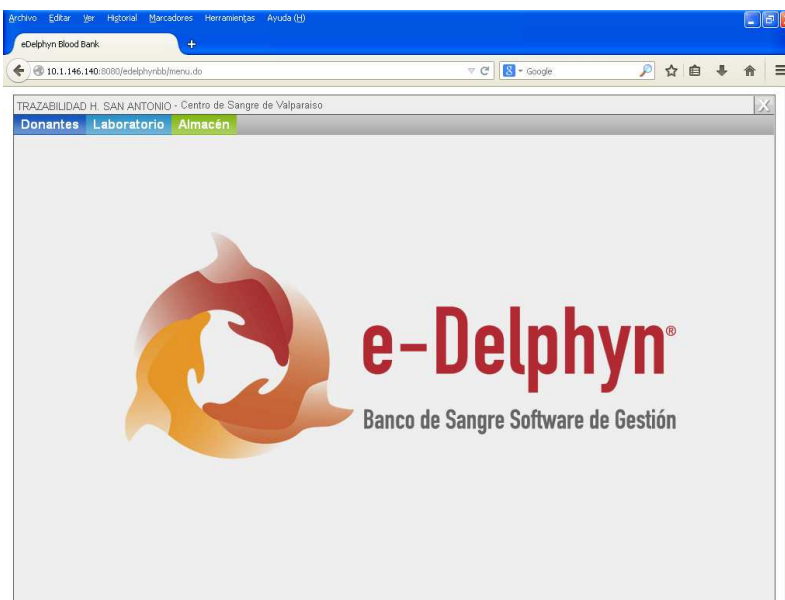 Archivo Editar Ver Historial Marcadores Herramientas Ayuda (H)
eDelphyn Blood Bank
10.1.146.140:8080/edelphynbb/menu.do
Google
TRAZABILIDAD H. SAN ANTONIO - Centro de Sangre de Valparaiso
Donantes Laboratorio Almacén
e-Delphyn®
Banco de Sangre Software de Gestión